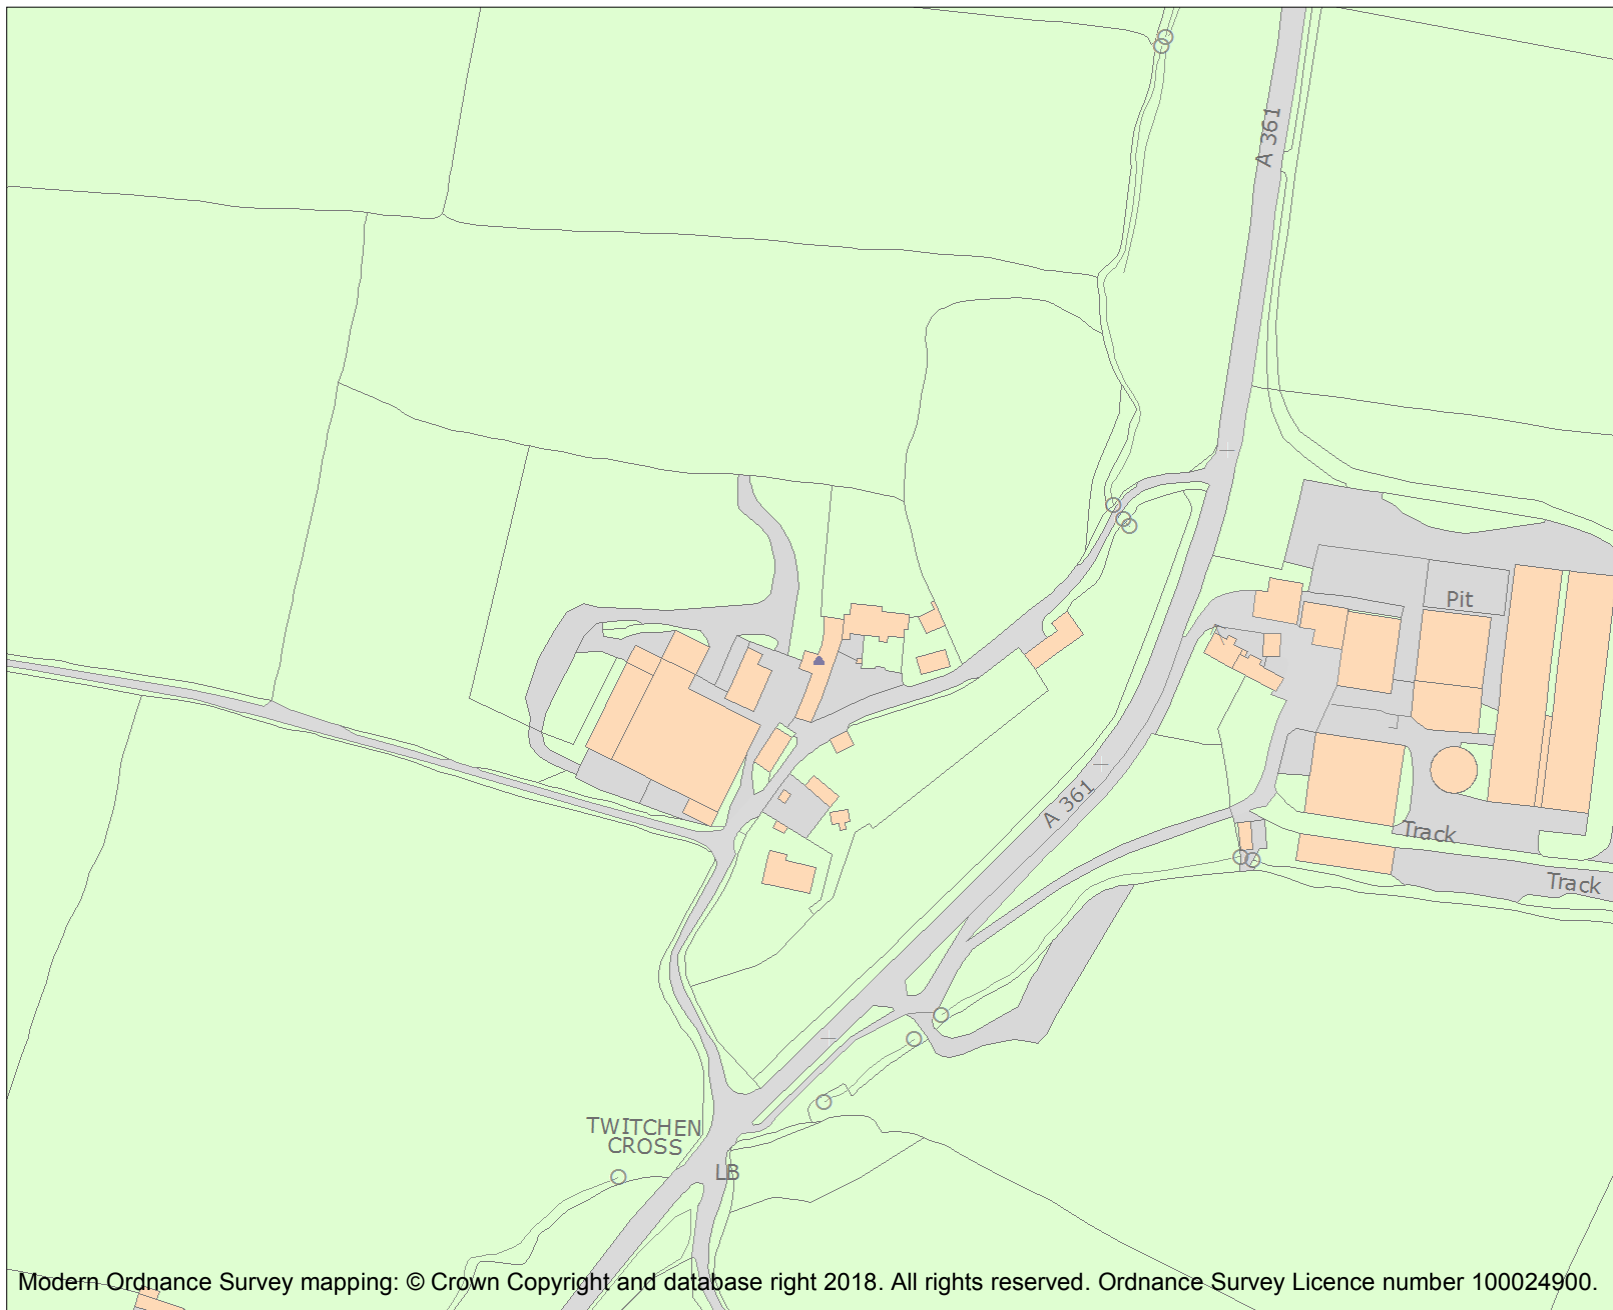 A 361
Pit
A 361
Track
Track
TWITCHEN
CROSS
LB
Modern Ordnance Survey mapping: © Crown Copyright and database right 2018. All rights reserved. Ordnance Survey Licence number 100024900.